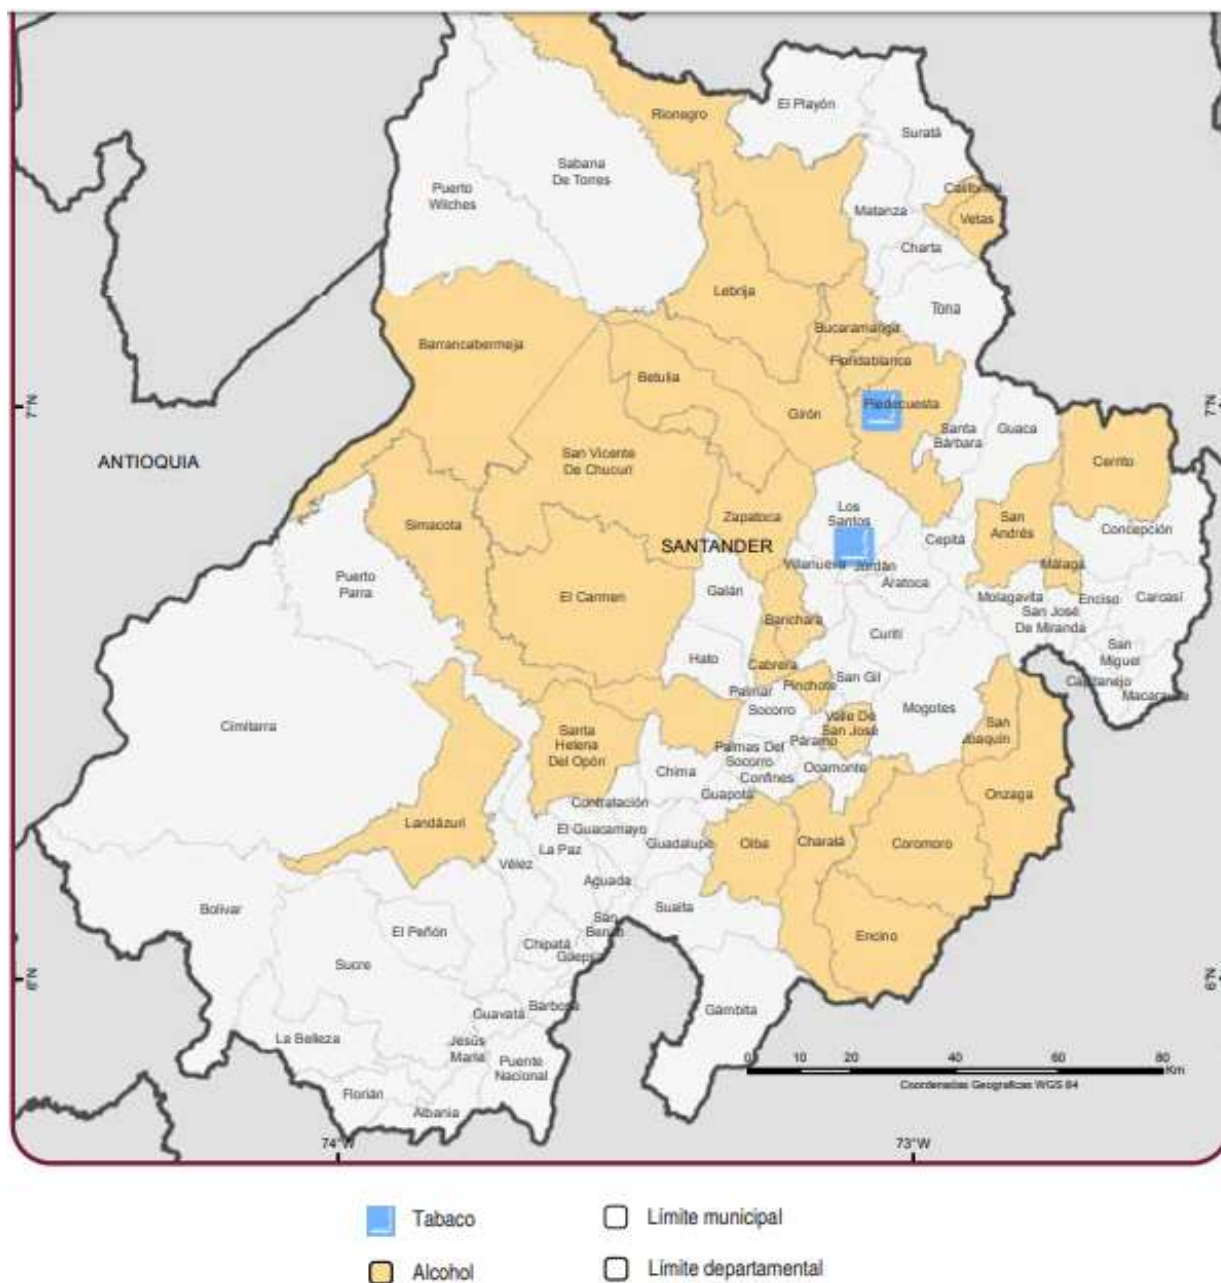 Rionegro
El Playón
Suratá
Sabana
De Torres
Puerto
Wilches
California
Vetas
Matanza
Charta
Lebrija
Tona
Bucaramanga
Barrancabermeja
Floridablanca
Betulia
Girón
Piedecuesta
7°N
7°N
Santa
Bárbara
Guaca
ANTIOQUIA
San Vicente
De Chucurí
Cerrito
Simacota
Zapatoca
Los
Santos
San
Andrés
Concepción
SANTANDER
Cepitá
Villanueva
Jordán
Málaga
Puerto
Parra
El Carmen
Galán
Aratoca
Molagavita
Enciso
Carcasí
San José
De Miranda
Barichara
Curití
Hato
Cabrera
San
Miguel
Palmar
Pinchote
San Gil
Capitanejo
Macaravita
Cimitarra
Socorro
Mogotes
Santa
Helena
Del Opón
Valle De
San José
San
Joaquín
Palmas Del
Socorro
Páramo
Chima
Confines
Ocamonte
Guapotá
Onzaga
Contratación
Landázuri
El Guacamayo
La Paz
Guadalupe
Oiba
Charalá
Coromoro
Vélez
Aguada
Bolívar
Suaita
San
Benito
El Peñón
Chipatá
Güepsa
Encino
Sucre
6°N
6°N
Guavatá
Barbosa
Gámbita
La Belleza
Jesús
María
Puente
Nacional
0 10 20 40 60 80
Km
Coordenadas Geograficas WGS 84
Florián
Albania
74°W
73°W
Tabaco
Límite municipal
Alcohol
Límite departamental